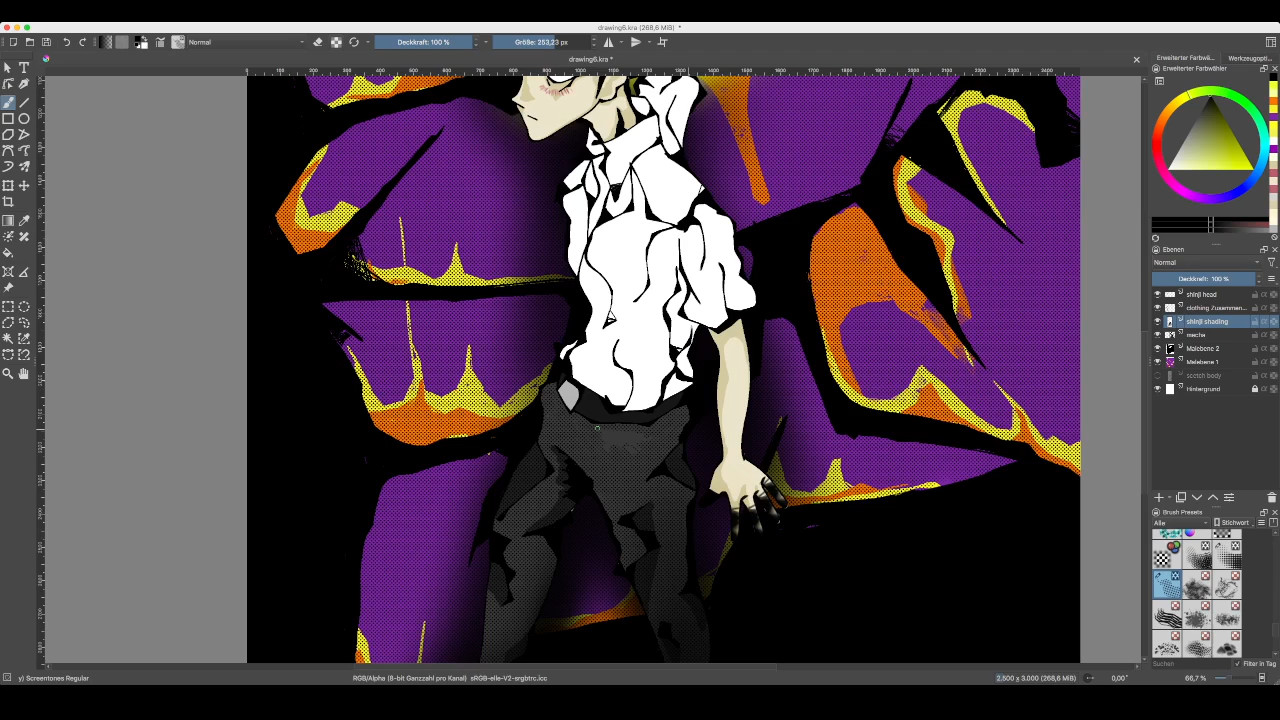 drawing6.kra (268,6 MiB) *
Normal
Deckkraft: 100 %
Größe: 253,23 px
drawing6.kra *
Erweiterter Farbwä...
Werkzeugopti...
Erweiterter Farbwähler
Ebenen
Normal
Deckkraft: 100 %
shinji head
clothing Zusammen...
shinji shading
mecha
Malebene 2
Malebene 1
sketch body
Hintergrund
Brush Presets
Alle
Stichwort
Suchen
Filter in Tag
y) Screentones Regular
RGB/Alpha (8-bit Ganzzahl pro Kanal) sRGB-elle-V2-srgbtrc.icc
2.500 x 3.000 (268,6 MiB)
0,00°
66,7 %